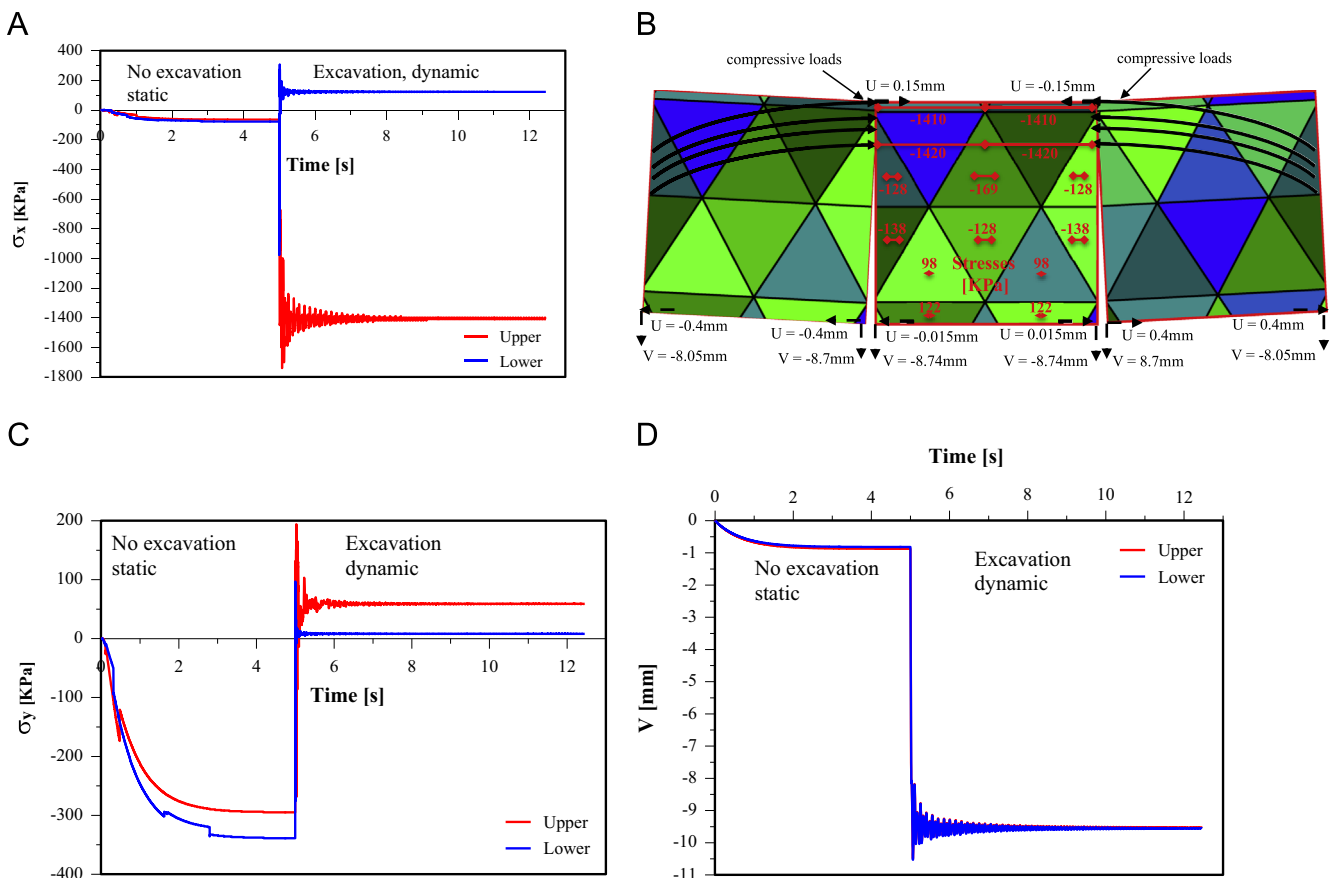 A
400
200
0
-200
-400
-600
-800
-1000
-1200
-1400
-1600
-1800
σx [KPa]
No excavation
static
Excavation, dynamic
2
4
6
8
10
12
Time [s]
Upper
Lower
B
compressive loads
compressive loads
U = 0.15mm
U = -0.15mm
-1410
-1410
-1420
-1420
-128
-169
-128
-138
-128
-138
98
Stresses
[KPa]
98
122
122
U = -0.4mm
-0.4mm
U = -0.015mm
0.015mm
U = 0.4mm
0.4mm
V = -8.05mm
V = -8.7mm
V = -8.74mm
V = -8.74mm
V = 8.7mm
V = -8.05mm
C
200
100
0
-100
-200
-300
-400
σy [KPa]
No excavation
static
Excavation
dynamic
0
2
4
6
8
10
12
Time [s]
Upper
Lower
D
Time [s]
0
2
4
6
8
10
12
0
-1
-2
-3
-4
-5
-6
-7
-8
-9
-10
-11
V [mm]
No excavation
static
Excavation
dynamic
Upper
Lower